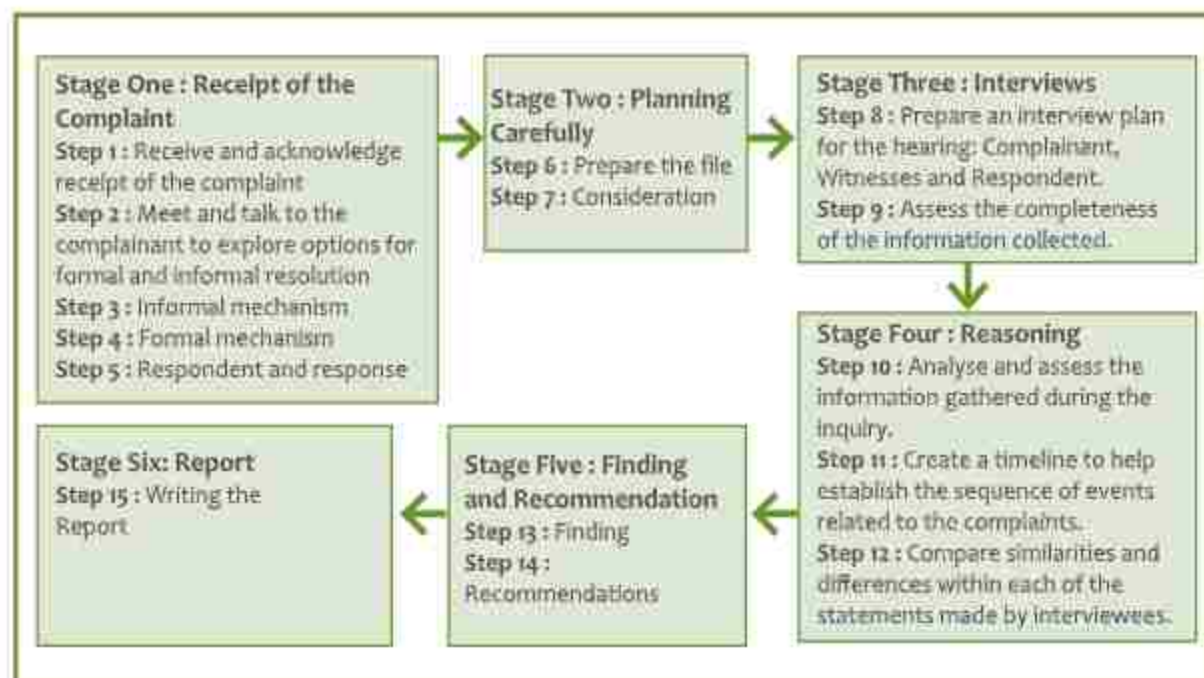 Stage One : Receipt of the
Complaint
Step 1 : Receive and acknowledge
receipt of the complaint
Step 2 : Meet and talk to the
complainant to explore options for
formal and informal resolution
Step 3 : Informal mechanism
Step 4 : Formal mechanism
Step 5 : Respondent and response
Stage Two : Planning
Carefully
Step 6 : Prepare the file
Step 7 : Consideration
Stage Three : Interviews
Step 8 : Prepare an interview plan
for the hearing: Complainant,
Witnesses and Respondent.
Step 9 : Assess the completeness
of the information collected.
Stage Four : Reasoning
Step 10 : Analyse and assess the
information gathered during the
inquiry.
Step 11 : Create a timeline to help
establish the sequence of events
related to the complaints.
Step 12 : Compare similarities and
differences within each of the
statements made by interviewees.
Stage Five : Finding
and Recommendation
Step 13 : Finding
Step 14 :
Recommendations
Stage Six: Report
Step 15 : Writing the
Report